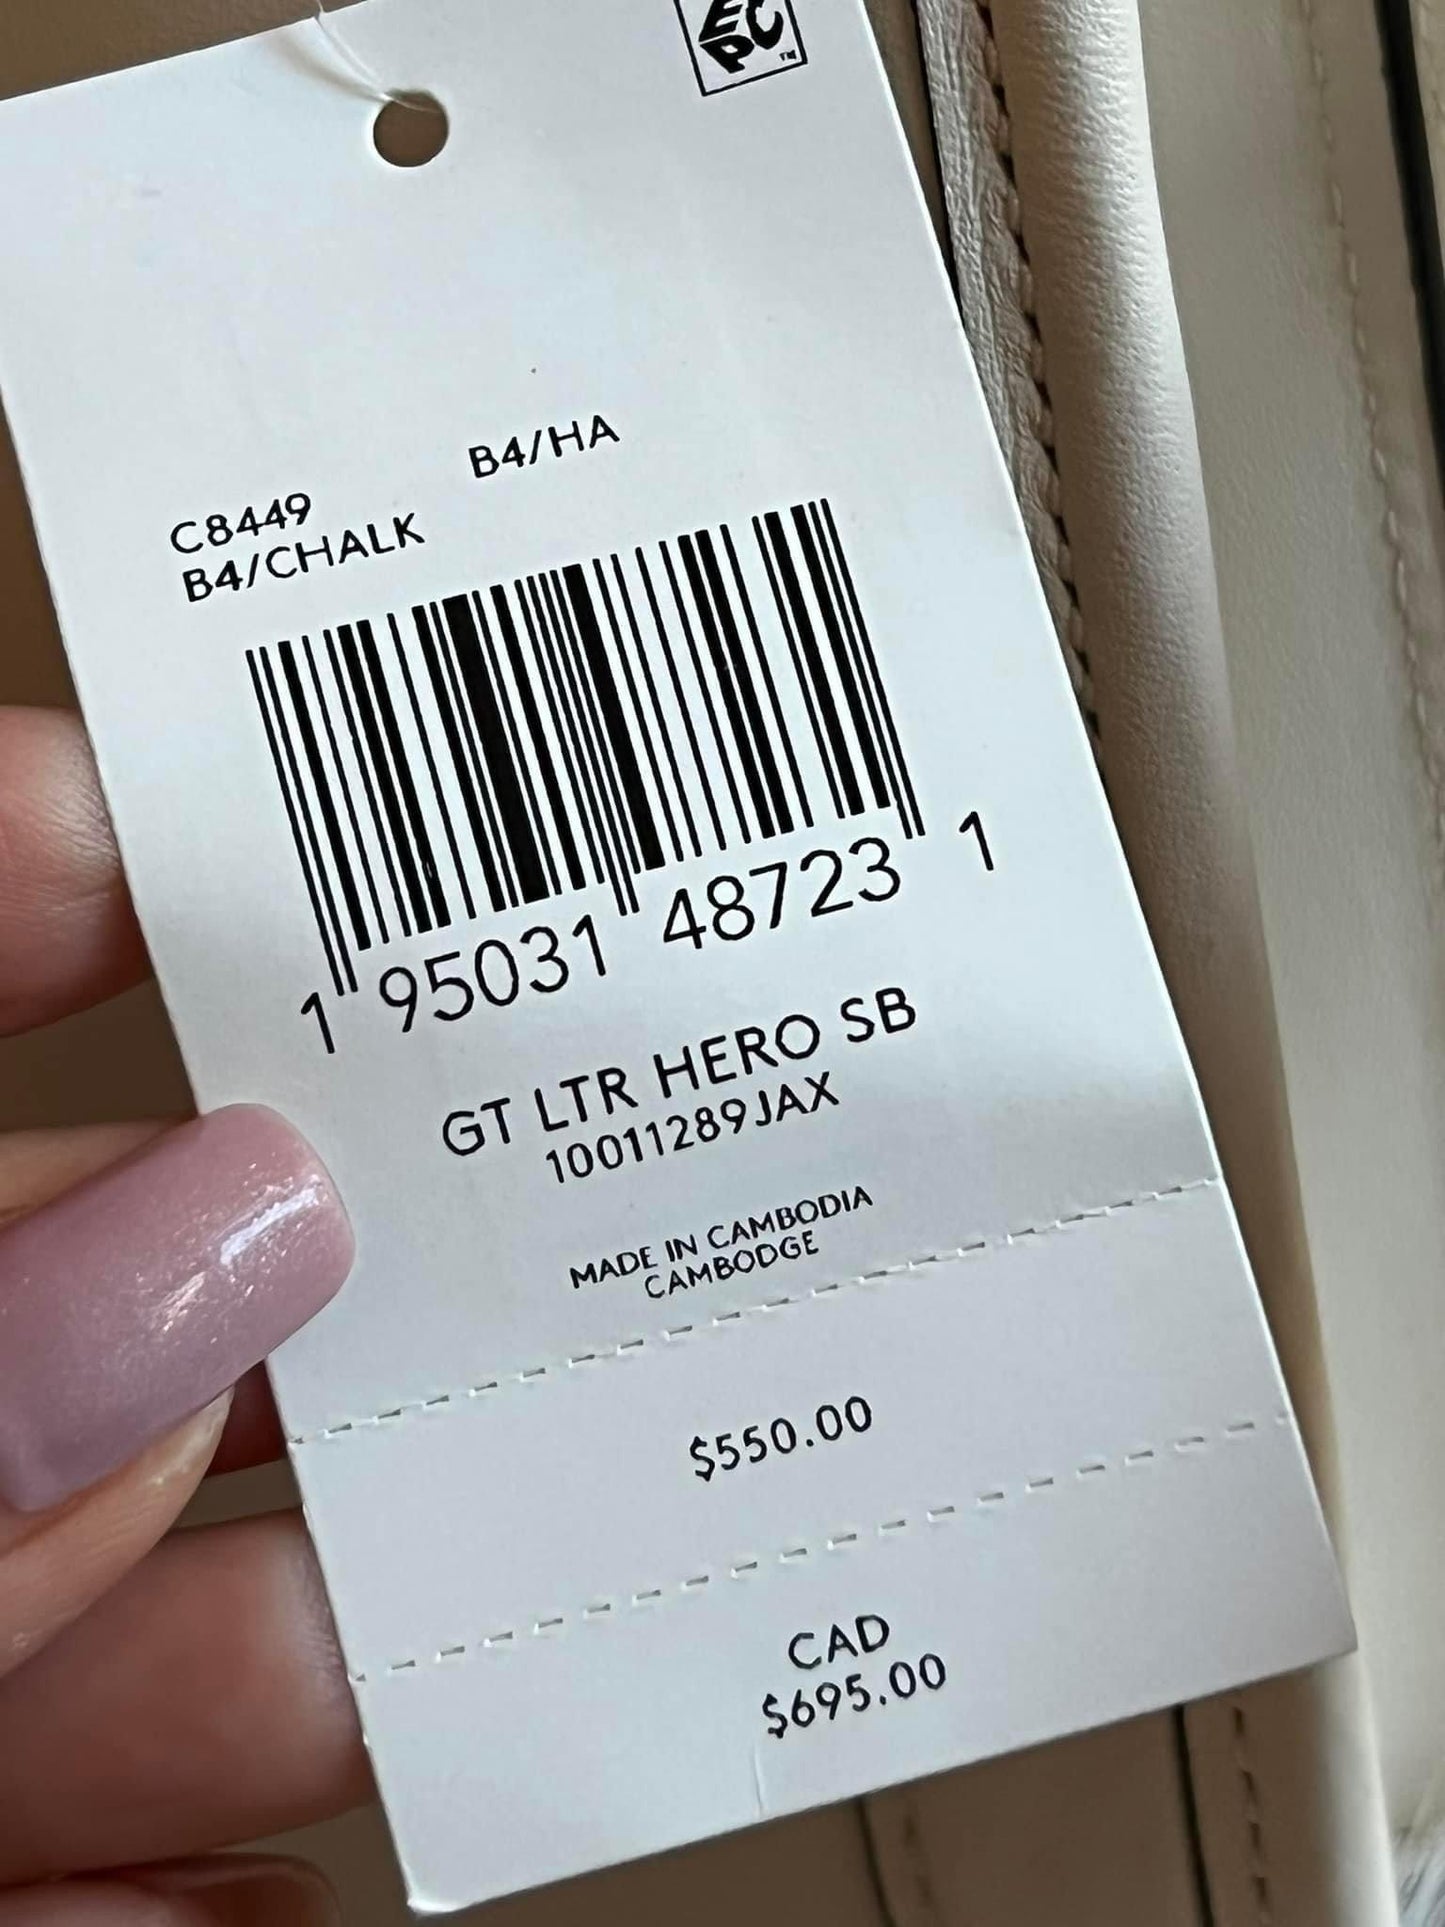 EPC™
B4/HA
C8449
B4/CHALK
1 95031 48723 1
GT LTR HERO SB
10011289JAX
MADE IN CAMBODIA
CAMBODGE
$550.00
CAD
$695.00